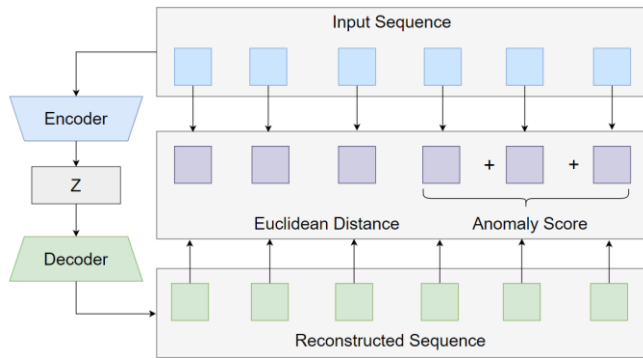 Input Sequence
Encoder
Z
Decoder
+ +
Euclidean Distance
Anomaly Score
Reconstructed Sequence